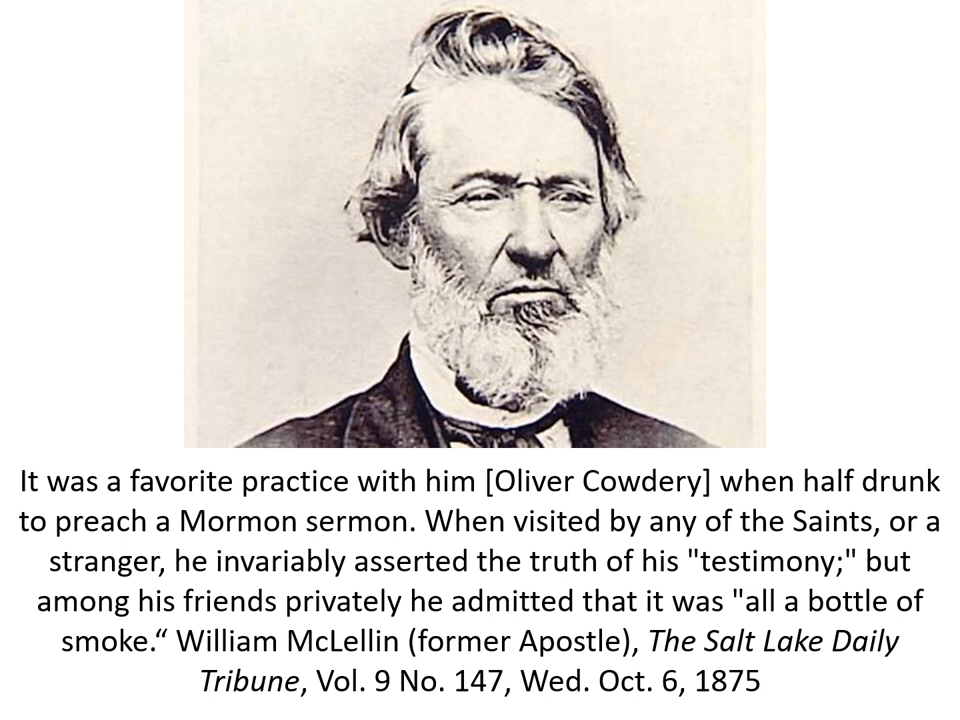 It was a favorite practice with him [Oliver Cowdery] when half drunk
to preach a Mormon sermon. When visited by any of the Saints, or a
stranger, he invariably asserted the truth of his "testimony;" but
among his friends privately he admitted that it was "all a bottle of
smoke.“ William McLellin (former Apostle), The Salt Lake Daily
Tribune, Vol. 9 No. 147, Wed. Oct. 6, 1875